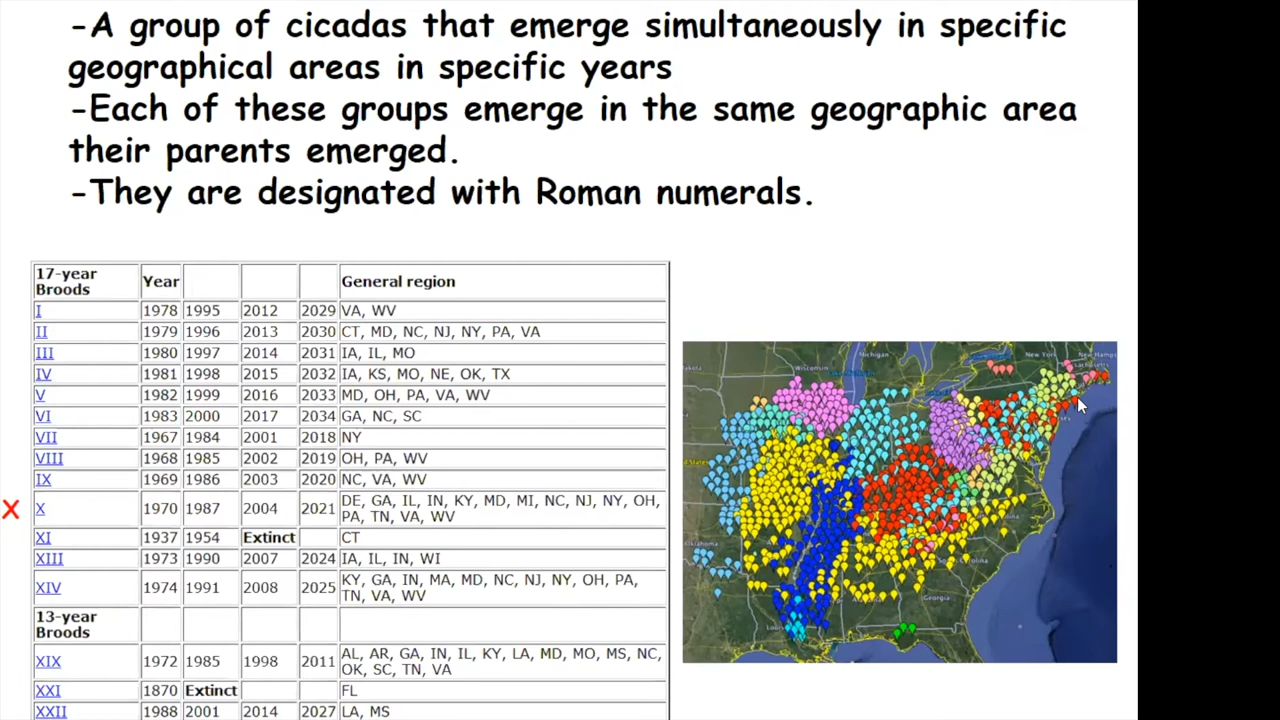 -A group of cicadas that emerge simultaneously in specific
geographical areas in specific years
-Each of these groups emerge in the same geographic area
their parents emerged.
-They are designated with Roman numerals.
17-year Broods Year General region
I 1978 1995 2012 2029 VA, WV
II 1979 1996 2013 2030 CT, MD, NC, NJ, NY, PA, VA
III 1980 1997 2014 2031 IA, IL, MO
IV 1981 1998 2015 2032 IA, KS, MO, NE, OK, TX
V 1982 1999 2016 2033 MD, OH, PA, VA, WV
VI 1983 2000 2017 2034 GA, NC, SC
VII 1967 1984 2001 2018 NY
VIII 1968 1985 2002 2019 OH, PA, WV
IX 1969 1986 2003 2020 NC, VA, WV
X X 1970 1987 2004 2021 DE, GA, IL, IN, KY, MD, MI, NC, NJ, NY, OH,
PA, TN, VA, WV
XI 1937 1954 Extinct CT
XIII 1973 1990 2007 2024 IA, IL, IN, WI
XIV 1974 1991 2008 2025 KY, GA, IN, MA, MD, NC, NJ, NY, OH, PA,
TN, VA, WV
13-year Broods
XIX 1972 1985 1998 2011 AL, AR, GA, IN, IL, KY, LA, MD, MO, MS, NC,
OK, SC, TN, VA
XXI 1870 Extinct FL
XXII 1988 2001 2014 2027 LA, MS
Michigan
New York
Wisconsin
Oklahoma
Georgia